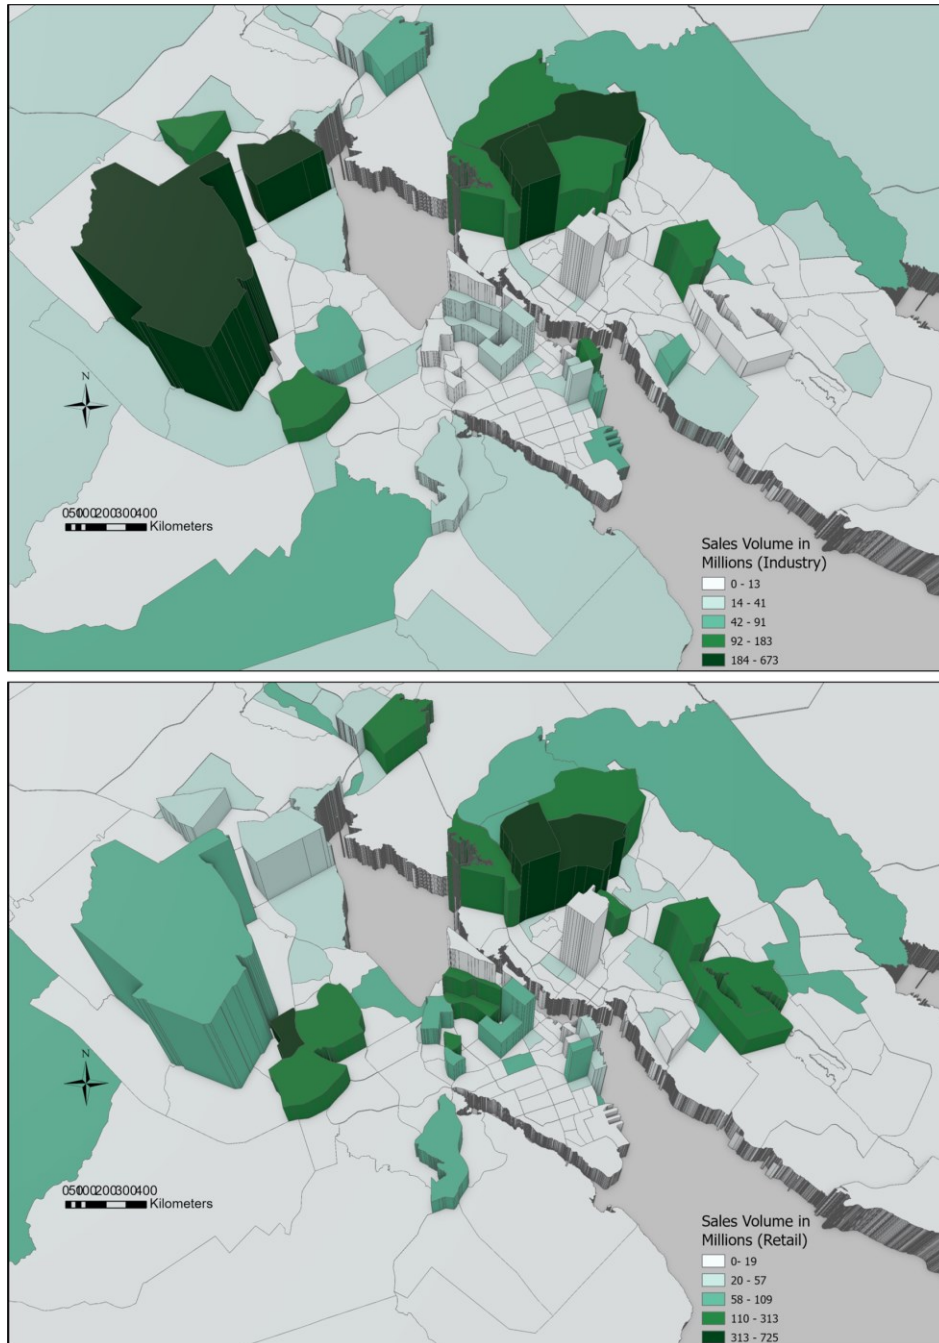 N
050100200300400
Kilometers
Sales Volume in
Millions (Industry)
0 - 13
14 - 41
42 - 91
92 - 183
184 - 673
N
050100200300400
Kilometers
Sales Volume in
Millions (Retail)
0- 19
20 - 57
58 - 109
110 - 313
313 - 725